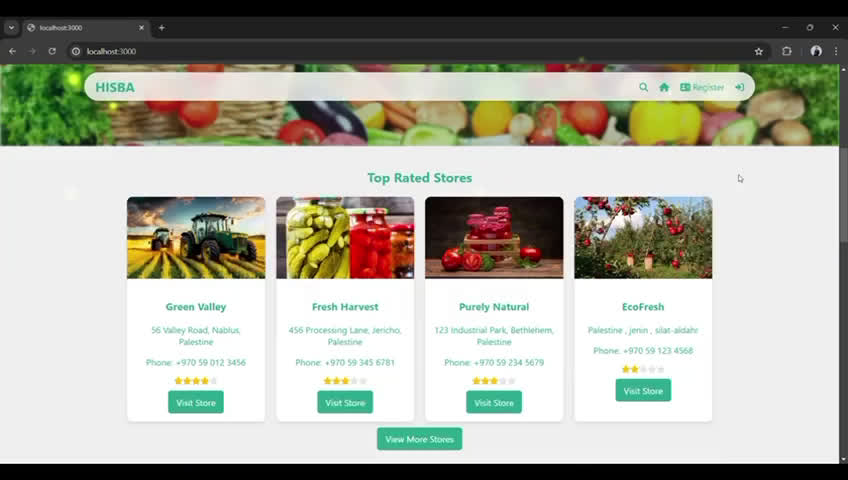 localhost:3000
localhost:3000
HISBA
Register
Top Rated Stores
Green Valley
56 Valley Road, Nablus,
Palestine
Phone: +970 59 012 3456
Visit Store
Fresh Harvest
456 Processing Lane, Jericho,
Palestine
Phone: +970 59 345 6781
Visit Store
Purely Natural
123 Industrial Park, Bethlehem,
Palestine
Phone: +970 59 234 5679
Visit Store
EcoFresh
Palestine , jenin , silat-aldahr
Phone: +970 59 123 4568
Visit Store
View More Stores